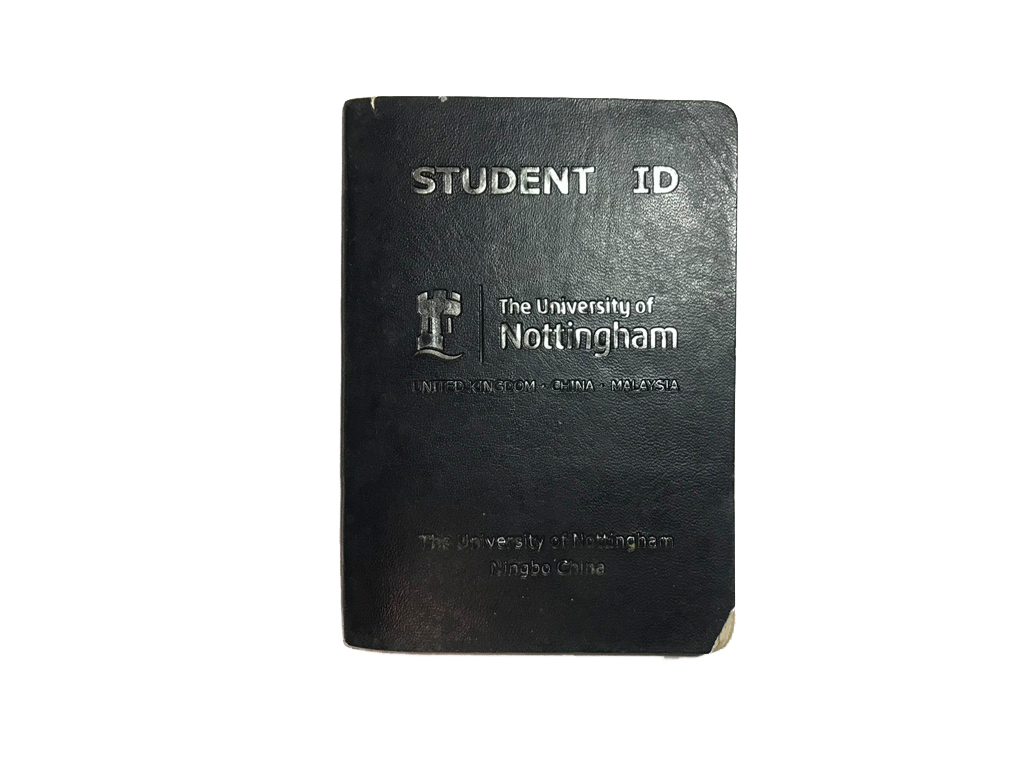 STUDENT ID
The University of
Nottingham
UNITED KINGDOM · CHINA · MALAYSIA
The University of Nottingham
Ningbo China